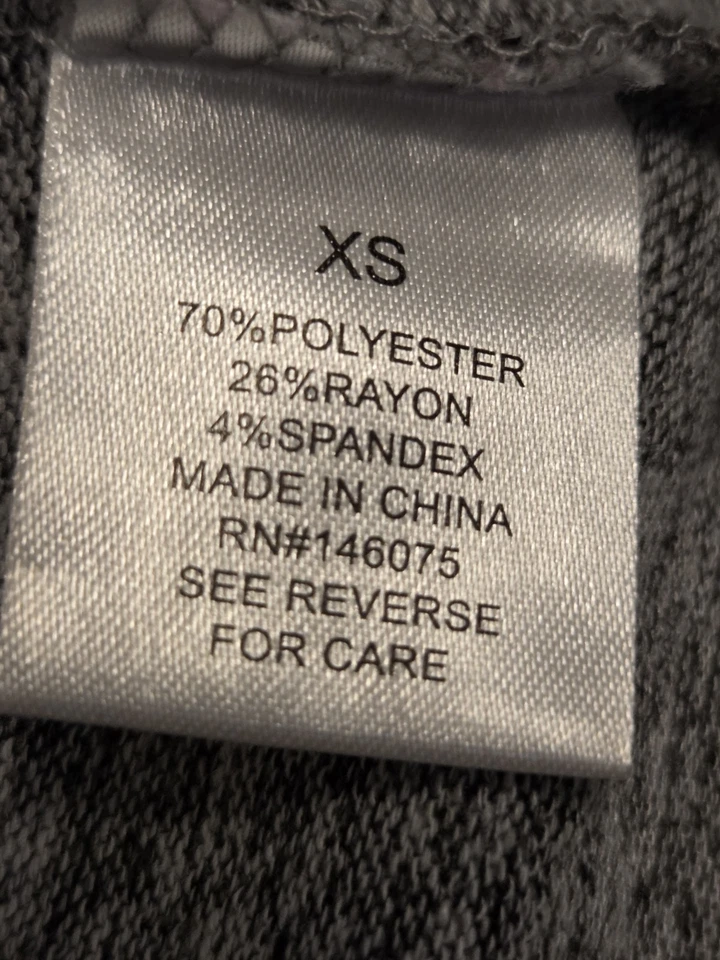 XS
70%POLYESTER
26%RAYON
4%SPANDEX
MADE IN CHINA
RN#146075
SEE REVERSE
FOR CARE